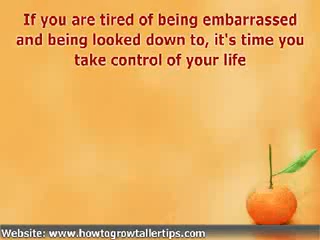 If you are tired of being embarrassed
and being looked down to, it's time you
take control of your life
Website: www.howtogrowtallertips.com